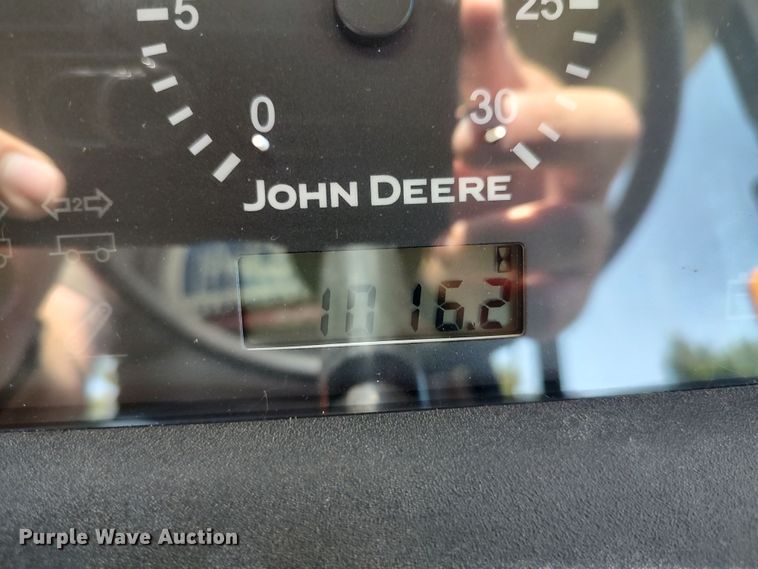 5 25
0 30
JOHN DEERE
2
1016.2
Purple Wave Auction